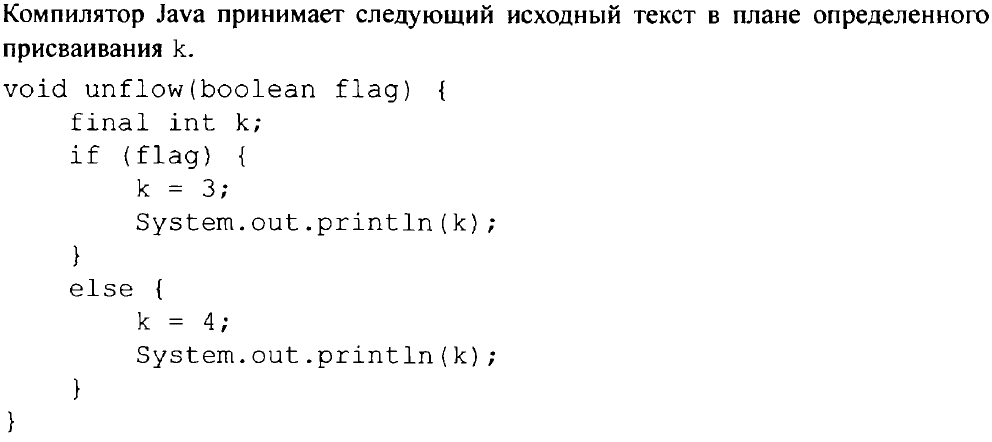 Компилятор Java принимает следующий исходный текст в плане определенного
присваивания k.
void unflow(boolean flag) {
    final int k;
    if (flag) {
        k = 3;
        System.out.println(k);
    }
    else {
        k = 4;
        System.out.println(k);
    }
}